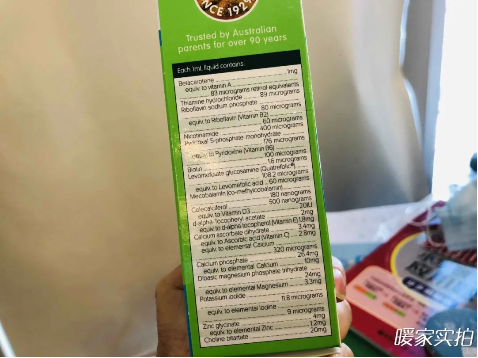 SINCE 1927
Trusted by Australian
parents for over 90 years
Each 1mL liquid contains:
Betacarotene 1mg
equiv. to vitamin A
83 micrograms retinol equivalents
Thiamine hydrochloride 89 micrograms
Riboflavin sodium phosphate
80 micrograms
equiv. to Riboflavin (Vitamin B2)
60 micrograms
Nicotinamide 400 micrograms
Pyridoxal 5-phosphate monohydrate
176 micrograms
equiv. to Pyridoxine (Vitamin B6)
100 micrograms
Biotin 1.6 micrograms
Levomefolate glucosamine (Quatrefolic®)
108.2 micrograms
equiv. to Levomefolic acid 60 micrograms
Mecobalamin (co-methylcobalamin)
180 nanograms
Colecalciferol 500 nanograms
equiv. to Vitamin D3 20IU
d-alpha-Tocopheryl acetate 2mg
equiv. to d-alpha tocopherol (Vitamin E) 1.8mg
Calcium ascorbate dihydrate 3.4mg
equiv. to Ascorbic acid (Vitamin C) 2.8mg
equiv. to elemental Calcium
320 micrograms
Calcium phosphate 26.4mg
equiv. to elemental Calcium 10mg
Dibasic magnesium phosphate trihydrate
24mg
equiv. to elemental Magnesium 3.3mg
Potassium iodide
11.8 micrograms
equiv. to elemental Iodine
9 micrograms
Zinc glycinate 4mg
equiv. to elemental Zinc 1.2mg
Choline bitartrate 20mg
暖家实拍